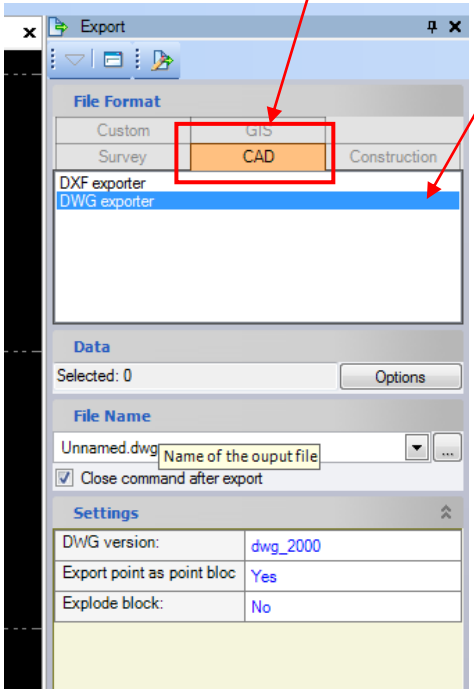 Export
File Format
Custom GIS
Survey CAD Construction
DXF exporter
DWG exporter
Data
Selected: 0 Options
File Name
Unnamed.dwg ...
Name of the ouput file
Close command after export
Settings
DWG version: dwg_2000
Export point as point bloc Yes
Explode block: No